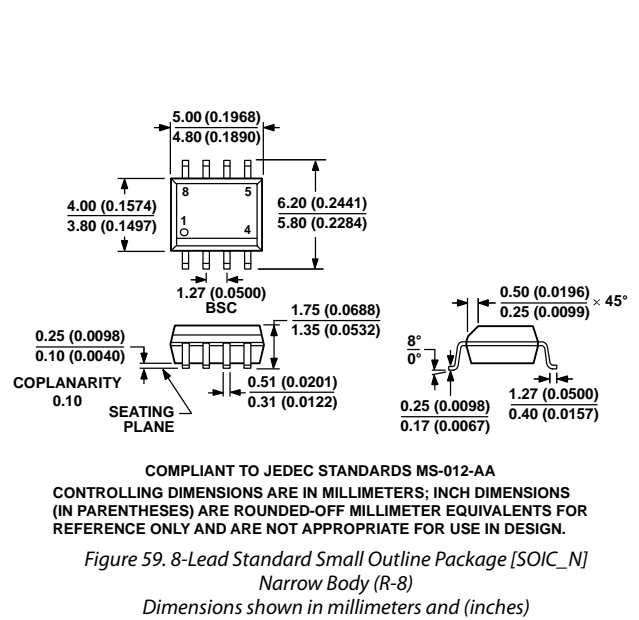 5.00 (0.1968)
4.80 (0.1890)
8
5
1
4
4.00 (0.1574)
3.80 (0.1497)
6.20 (0.2441)
5.80 (0.2284)
1.27 (0.0500)
BSC
1.75 (0.0688)
1.35 (0.0532)
0.25 (0.0098)
0.10 (0.0040)
COPLANARITY
0.10
SEATING
PLANE
0.51 (0.0201)
0.31 (0.0122)
0.50 (0.0196)
0.25 (0.0099)
× 45°
8°
0°
0.25 (0.0098)
0.17 (0.0067)
1.27 (0.0500)
0.40 (0.0157)
COMPLIANT TO JEDEC STANDARDS MS-012-AA
CONTROLLING DIMENSIONS ARE IN MILLIMETERS; INCH DIMENSIONS
(IN PARENTHESES) ARE ROUNDED-OFF MILLIMETER EQUIVALENTS FOR
REFERENCE ONLY AND ARE NOT APPROPRIATE FOR USE IN DESIGN.
Figure 59. 8-Lead Standard Small Outline Package [SOIC_N]
Narrow Body (R-8)
Dimensions shown in millimeters and (inches)